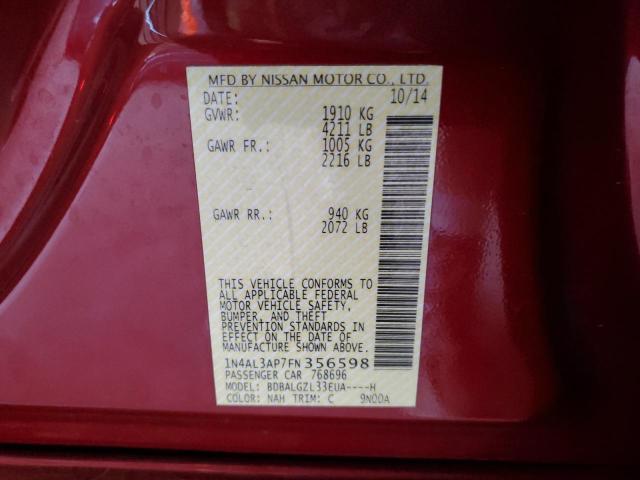 MFD BY NISSAN MOTOR CO., LTD.
DATE: 10/14
GVWR: 1910 KG
4211 LB
GAWR FR.: 1005 KG
2216 LB
GAWR RR.: 940 KG
2072 LB
THIS VEHICLE CONFORMS TO
ALL APPLICABLE FEDERAL
MOTOR VEHICLE SAFETY,
BUMPER, AND THEFT
PREVENTION STANDARDS
IN EFFECT ON THE DATE OF
MANUFACTURE SHOWN ABOVE.
1N4AL3AP7FN356598
PASSENGER CAR 768696
MODEL: BDBALGZL33EUA----H
COLOR: NAH TRIM: C 9N00A